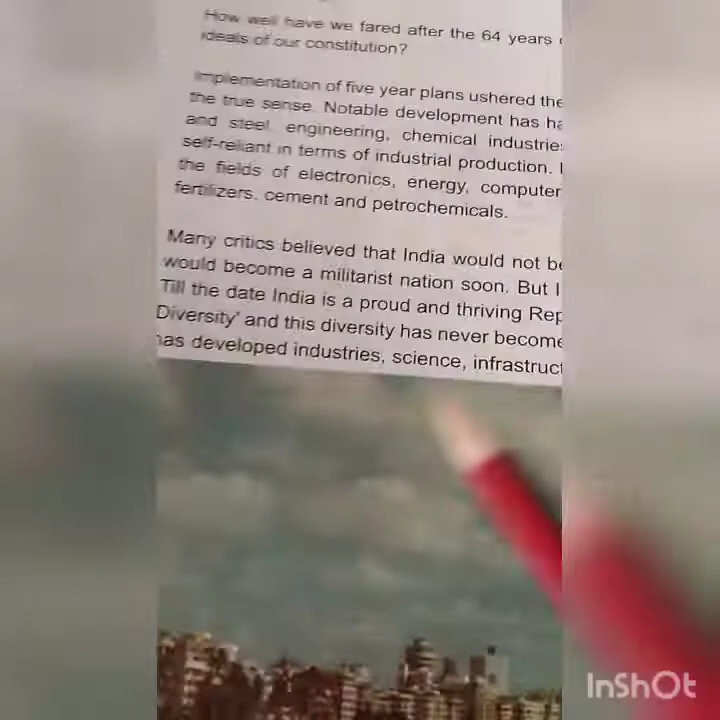 How well have we fared after the 64 years
ideals of our constitution?
Implementation of five year plans ushered the
the true sense. Notable development has ha
and steel, engineering, chemical industries
self-reliant in terms of industrial production. I
the fields of electronics, energy, computer
fertilizers, cement and petrochemicals.
Many critics believed that India would not be
would become a militarist nation soon. But I
Till the date India is a proud and thriving Rep
Diversity' and this diversity has never become
has developed industries, science, infrastruct
InShOt